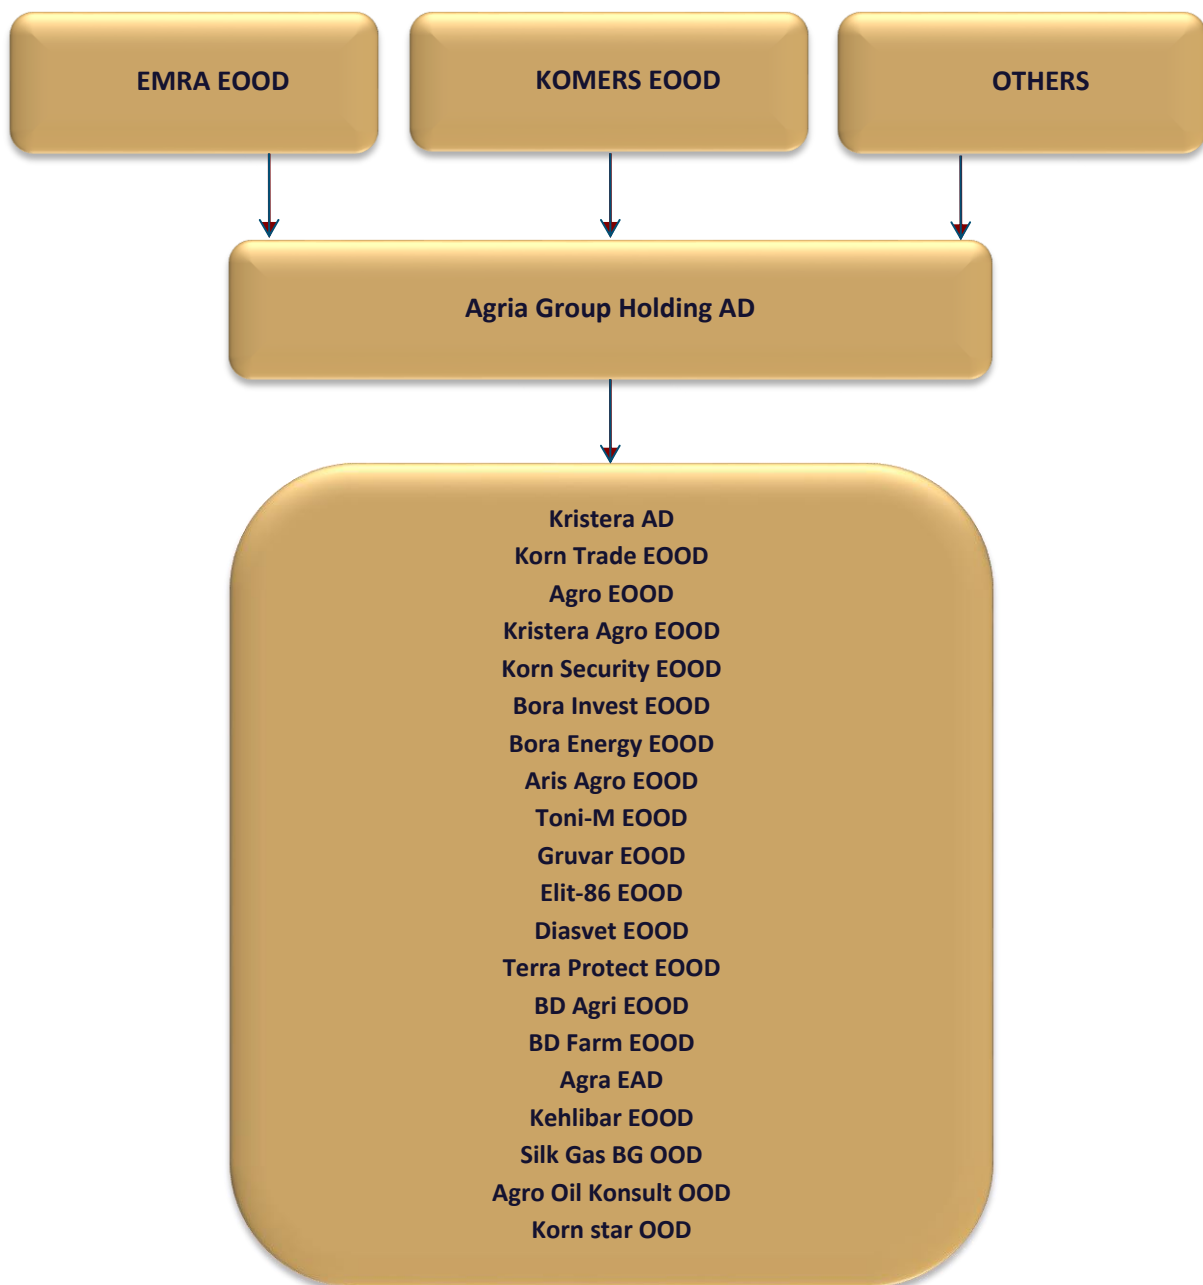 EMRA EOOD
KOMERS EOOD
OTHERS
Agria Group Holding AD
Kristera AD
Korn Trade EOOD
Agro EOOD
Kristera Agro EOOD
Korn Security EOOD
Bora Invest EOOD
Bora Energy EOOD
Aris Agro EOOD
Toni-M EOOD
Gruvar EOOD
Elit-86 EOOD
Diasvet EOOD
Terra Protect EOOD
BD Agri EOOD
BD Farm EOOD
Agra EAD
Kehlibar EOOD
Silk Gas BG OOD
Agro Oil Konsult OOD
Korn star OOD